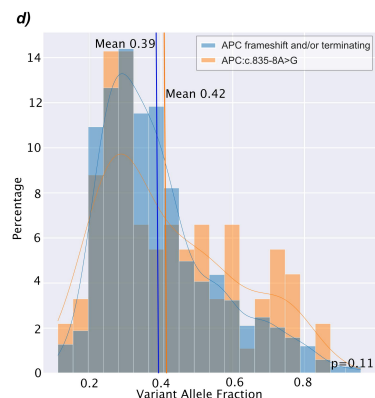 d)
Mean 0.39
APC frameshift and/or terminating
APC:c.835-8A>G
Mean 0.42
Percentage
14
12
10
8
6
4
2
0
p=0.11
0.2
0.4
0.6
0.8
Variant Allele Fraction